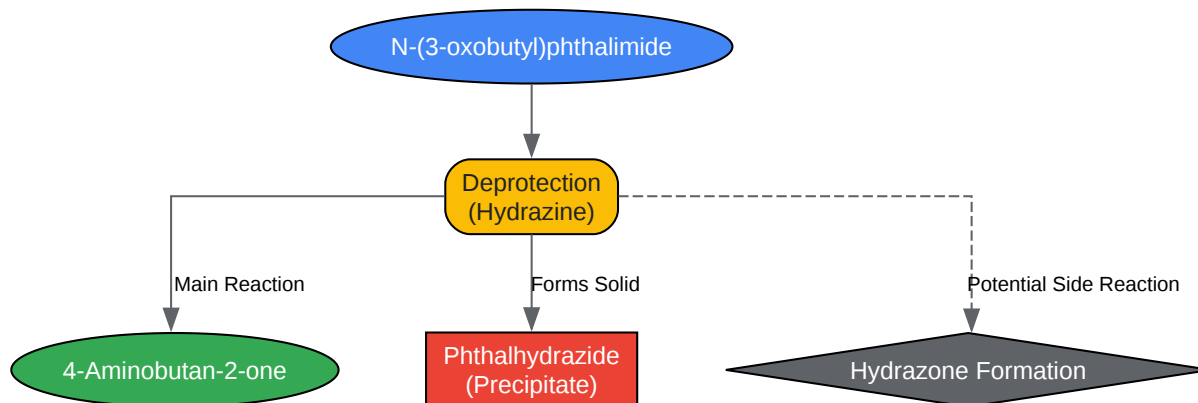 N-(3-oxobutyl)phthalimide
Deprotection
(Hydrazine)
Main Reaction
Forms Solid
Potential Side Reaction
4-Aminobutan-2-one
Phthalhydrazide
(Precipitate)
Hydrazone Formation